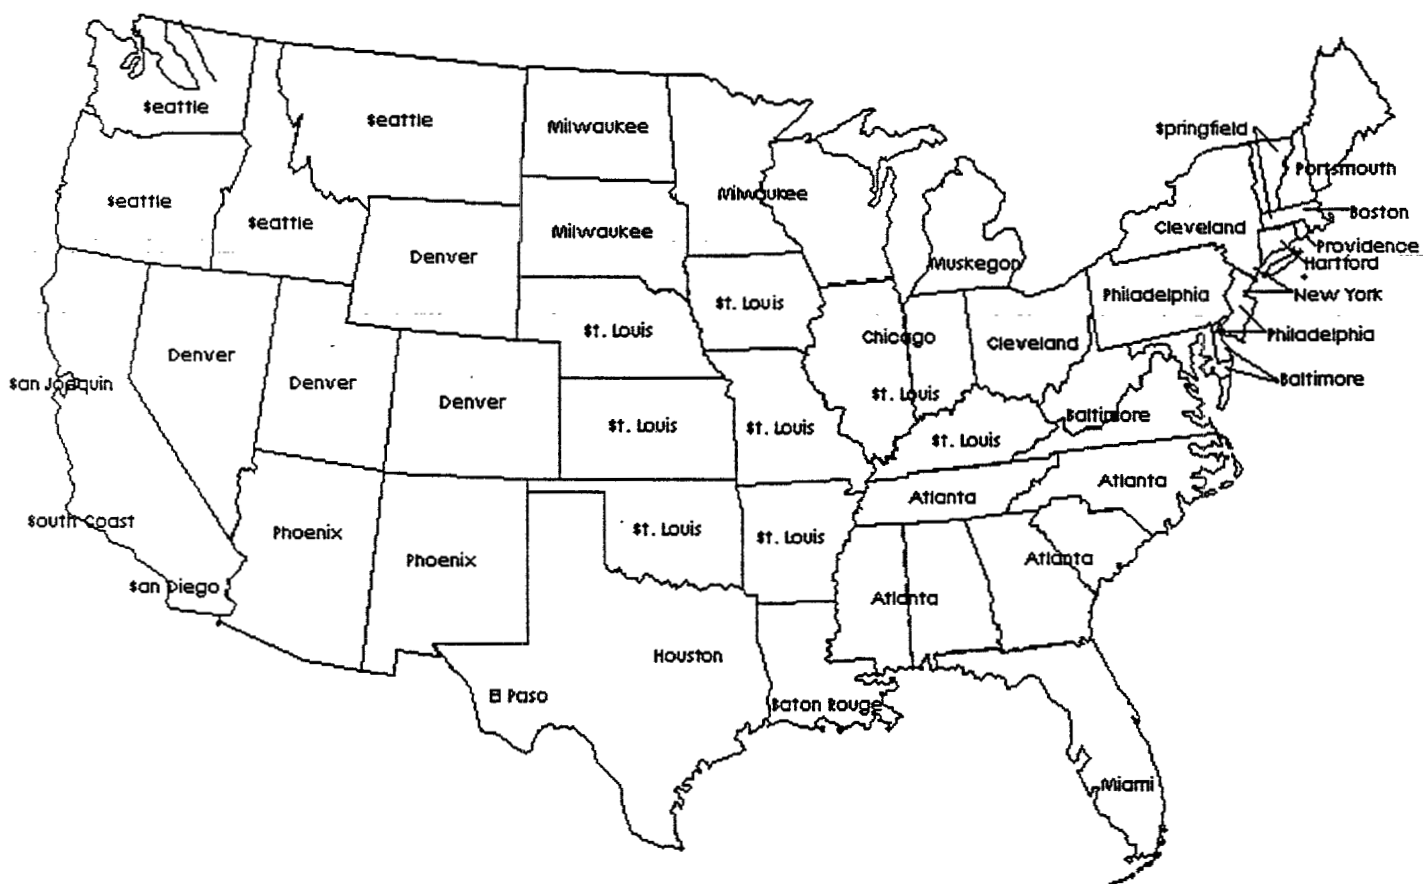 Seattle
Seattle
Milwaukee
Springfield
Portsmouth
Seattle
Seattle
Milwaukee
Boston
Cleveland
Milwaukee
Providence
Hartford
Denver
Muskegon
Philadelphia
New York
St. Louis
St. Louis
Philadelphia
Chicago
Cleveland
Denver
Denver
San Joaquin
Baltimore
Denver
St. Louis
Baltimore
St. Louis
St. Louis
St. Louis
Atlanta
Atlanta
South Coast
Phoenix
St. Louis
St. Louis
Phoenix
Atlanta
San Diego
Atlanta
Houston
El Paso
Baton Rouge
Miami